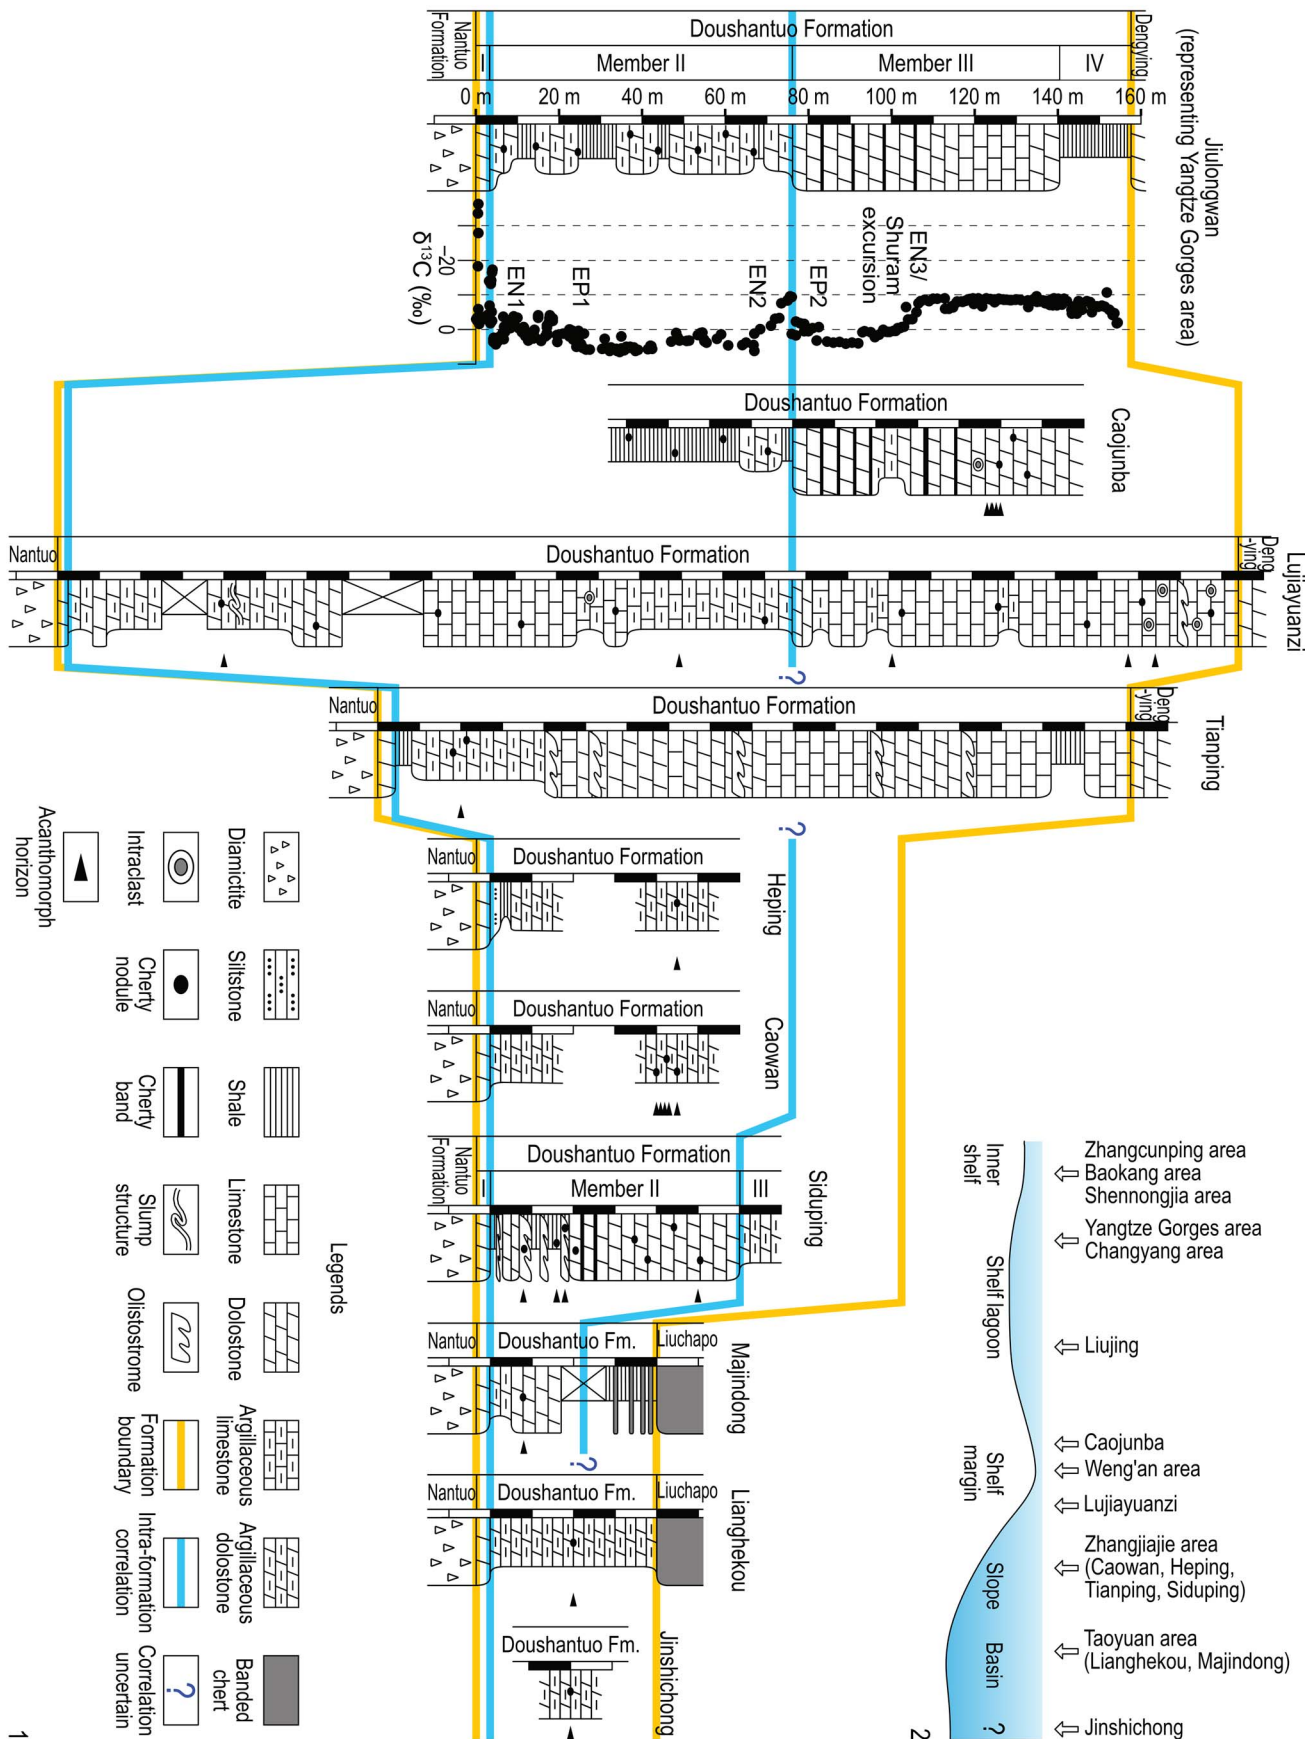 Jiulongwan
(representing Yangtze Gorges area)
Nantuo
Formation
Doushantuo Formation
Dengying
I
Member II
Member III
IV
0 m
20 m
40 m
60 m
80 m
100 m
120 m
140 m
160 m
δ¹³C (‰)
−20
0
EN1
EP1
EN2
EP2
EN3/
Shuram
excursion
Caojunba
Doushantuo Formation
Lujiayuanzi
Nantuo
Doushantuo Formation
Deng
-ying
?
Tianping
Nantuo
Doushantuo Formation
Deng
-ying
?
Heping
Nantuo
Doushantuo Formation
Caowan
Nantuo
Doushantuo Formation
Siduping
Nantuo
Formation
Doushantuo Formation
I
Member II
III
Majindong
Nantuo
Doushantuo Fm.
Liuchapo
?
Lianghekou
Nantuo
Doushantuo Fm.
Liuchapo
Jinshichong
Doushantuo Fm.
Legends
Diamictite
Siltstone
Shale
Limestone
Dolostone
Argillaceous
limestone
Argillaceous
dolostone
Banded
chert
Intraclast
Cherty
nodule
Cherty
band
Slump
structure
Olistostrome
Formation
boundary
Intra-formation
correlation
?
Correlation
uncertain
Acanthomorph
horizon
1
Zhangcunping area
Baokang area
Shennongjia area
Yangtze Gorges area
Changyang area
Liujing
Caojunba
Weng'an area
Lujiayuanzi
Zhangjiajie area
(Caowan, Heping,
Tianping, Siduping)
Taoyuan area
(Lianghekou, Majindong)
Jinshichong
Inner
shelf
Shelf lagoon
Shelf
margin
Slope
Basin
?
2